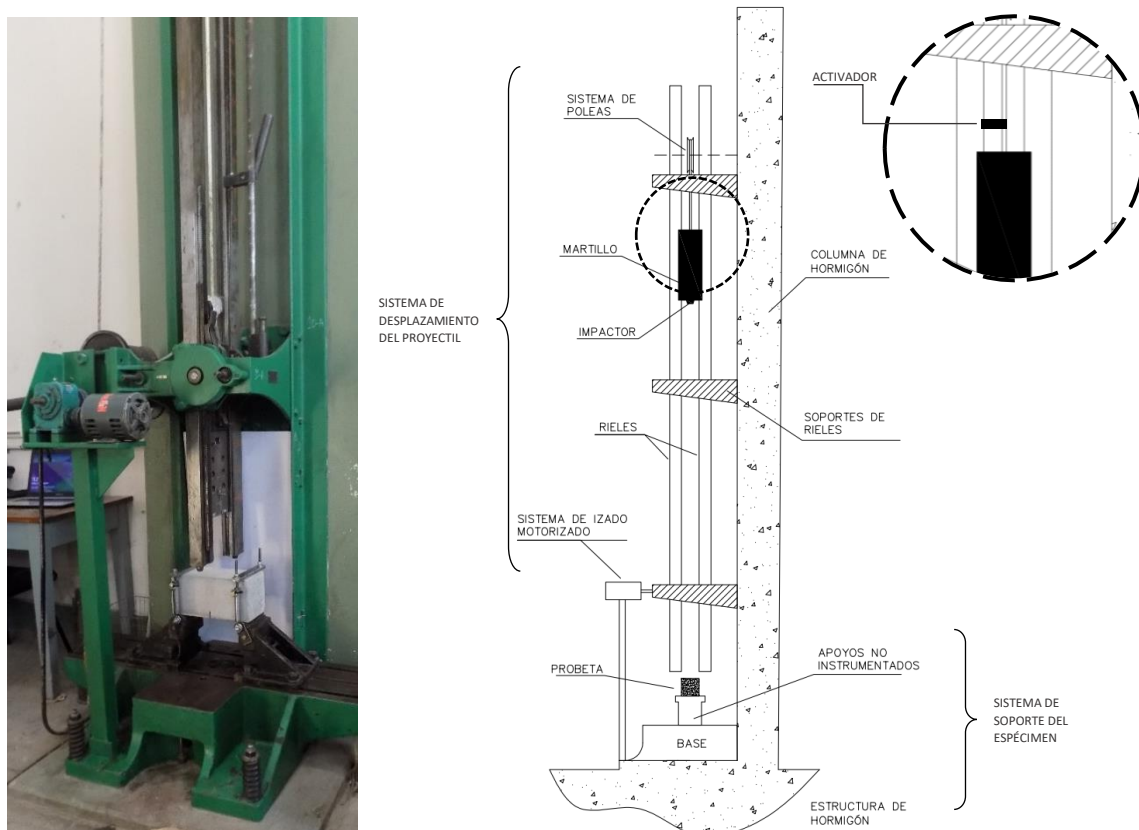 ACTIVADOR
SISTEMA DE
POLEAS
MARTILLO
COLUMNA DE
HORMIGÓN
SISTEMA DE
DESPLAZAMIENTO
DEL PROYECTIL
IMPACTOR
SOPORTES DE
RIELES
RIELES
SISTEMA DE IZADO
MOTORIZADO
PROBETA
APOYOS NO
INSTRUMENTADOS
SISTEMA DE
SOPORTE DEL
ESPÉCIMEN
BASE
ESTRUCTURA DE
HORMIGÓN